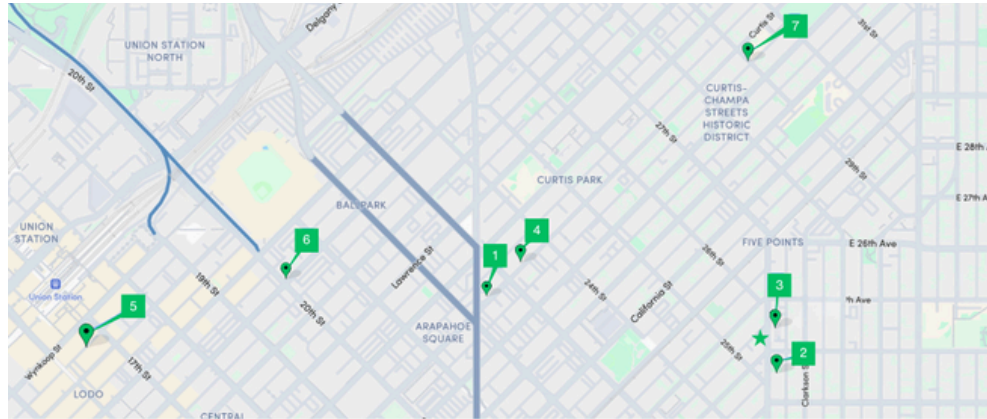 Delgany St
UNION STATION
NORTH
20th St
Curtis St
31st St
7
CURTIS-
CHAMPA
STREETS
HISTORIC
DISTRICT
27th St
29th St
E 28th A
E 27th A
CURTIS PARK
BALLPARK
UNION
STATION
Union Station
19th St
20th St
6
Lawrence St
4
1
24th St
26th St
FIVE POINTS
E 26th Ave
California St
3
th Ave
5
Wynkoop St
17th St
ARAPAHOE
SQUARE
25th St
2
Clarkson S
LODO
CENTRAL